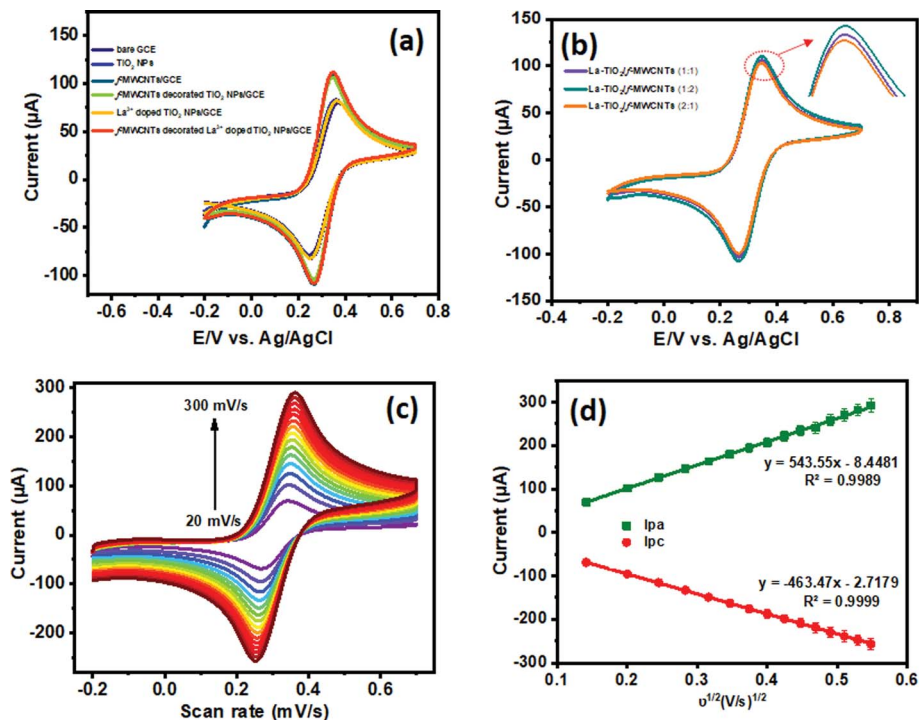 (a)
bare GCE
TiO₂ NPs
f-MWCNTs/GCE
f-MWCNTs decorated TiO₂ NPs/GCE
La³⁺ doped TiO₂ NPs/GCE
f-MWCNTs decorated La³⁺ doped TiO₂ NPs/GCE
150
100
50
0
-50
-100
Current (µA)
-0.6 -0.4 -0.2 0.0 0.2 0.4 0.6 0.8
E/V vs. Ag/AgCl
(b)
La-TiO₂/f-MWCNTs (1:1)
La-TiO₂/f-MWCNTs (1:2)
La-TiO₂/f-MWCNTs (2:1)
150
100
50
0
-50
-100
-150
Current (µA)
-0.4 -0.2 0.0 0.2 0.4 0.6 0.8
E/V vs. Ag/AgCl
(c)
300 mV/s
20 mV/s
300
200
100
0
-100
-200
Current (µA)
-0.2 0.0 0.2 0.4 0.6
Scan rate (mV/s)
(d)
y = 543.55x - 8.4481
R² = 0.9989
Ipa
Ipc
y = -463.47x - 2.7179
R² = 0.9999
300
200
100
0
-100
-200
-300
Current (µA)
0.1 0.2 0.3 0.4 0.5 0.6
υ¹ᐟ²(V/s)¹ᐟ²